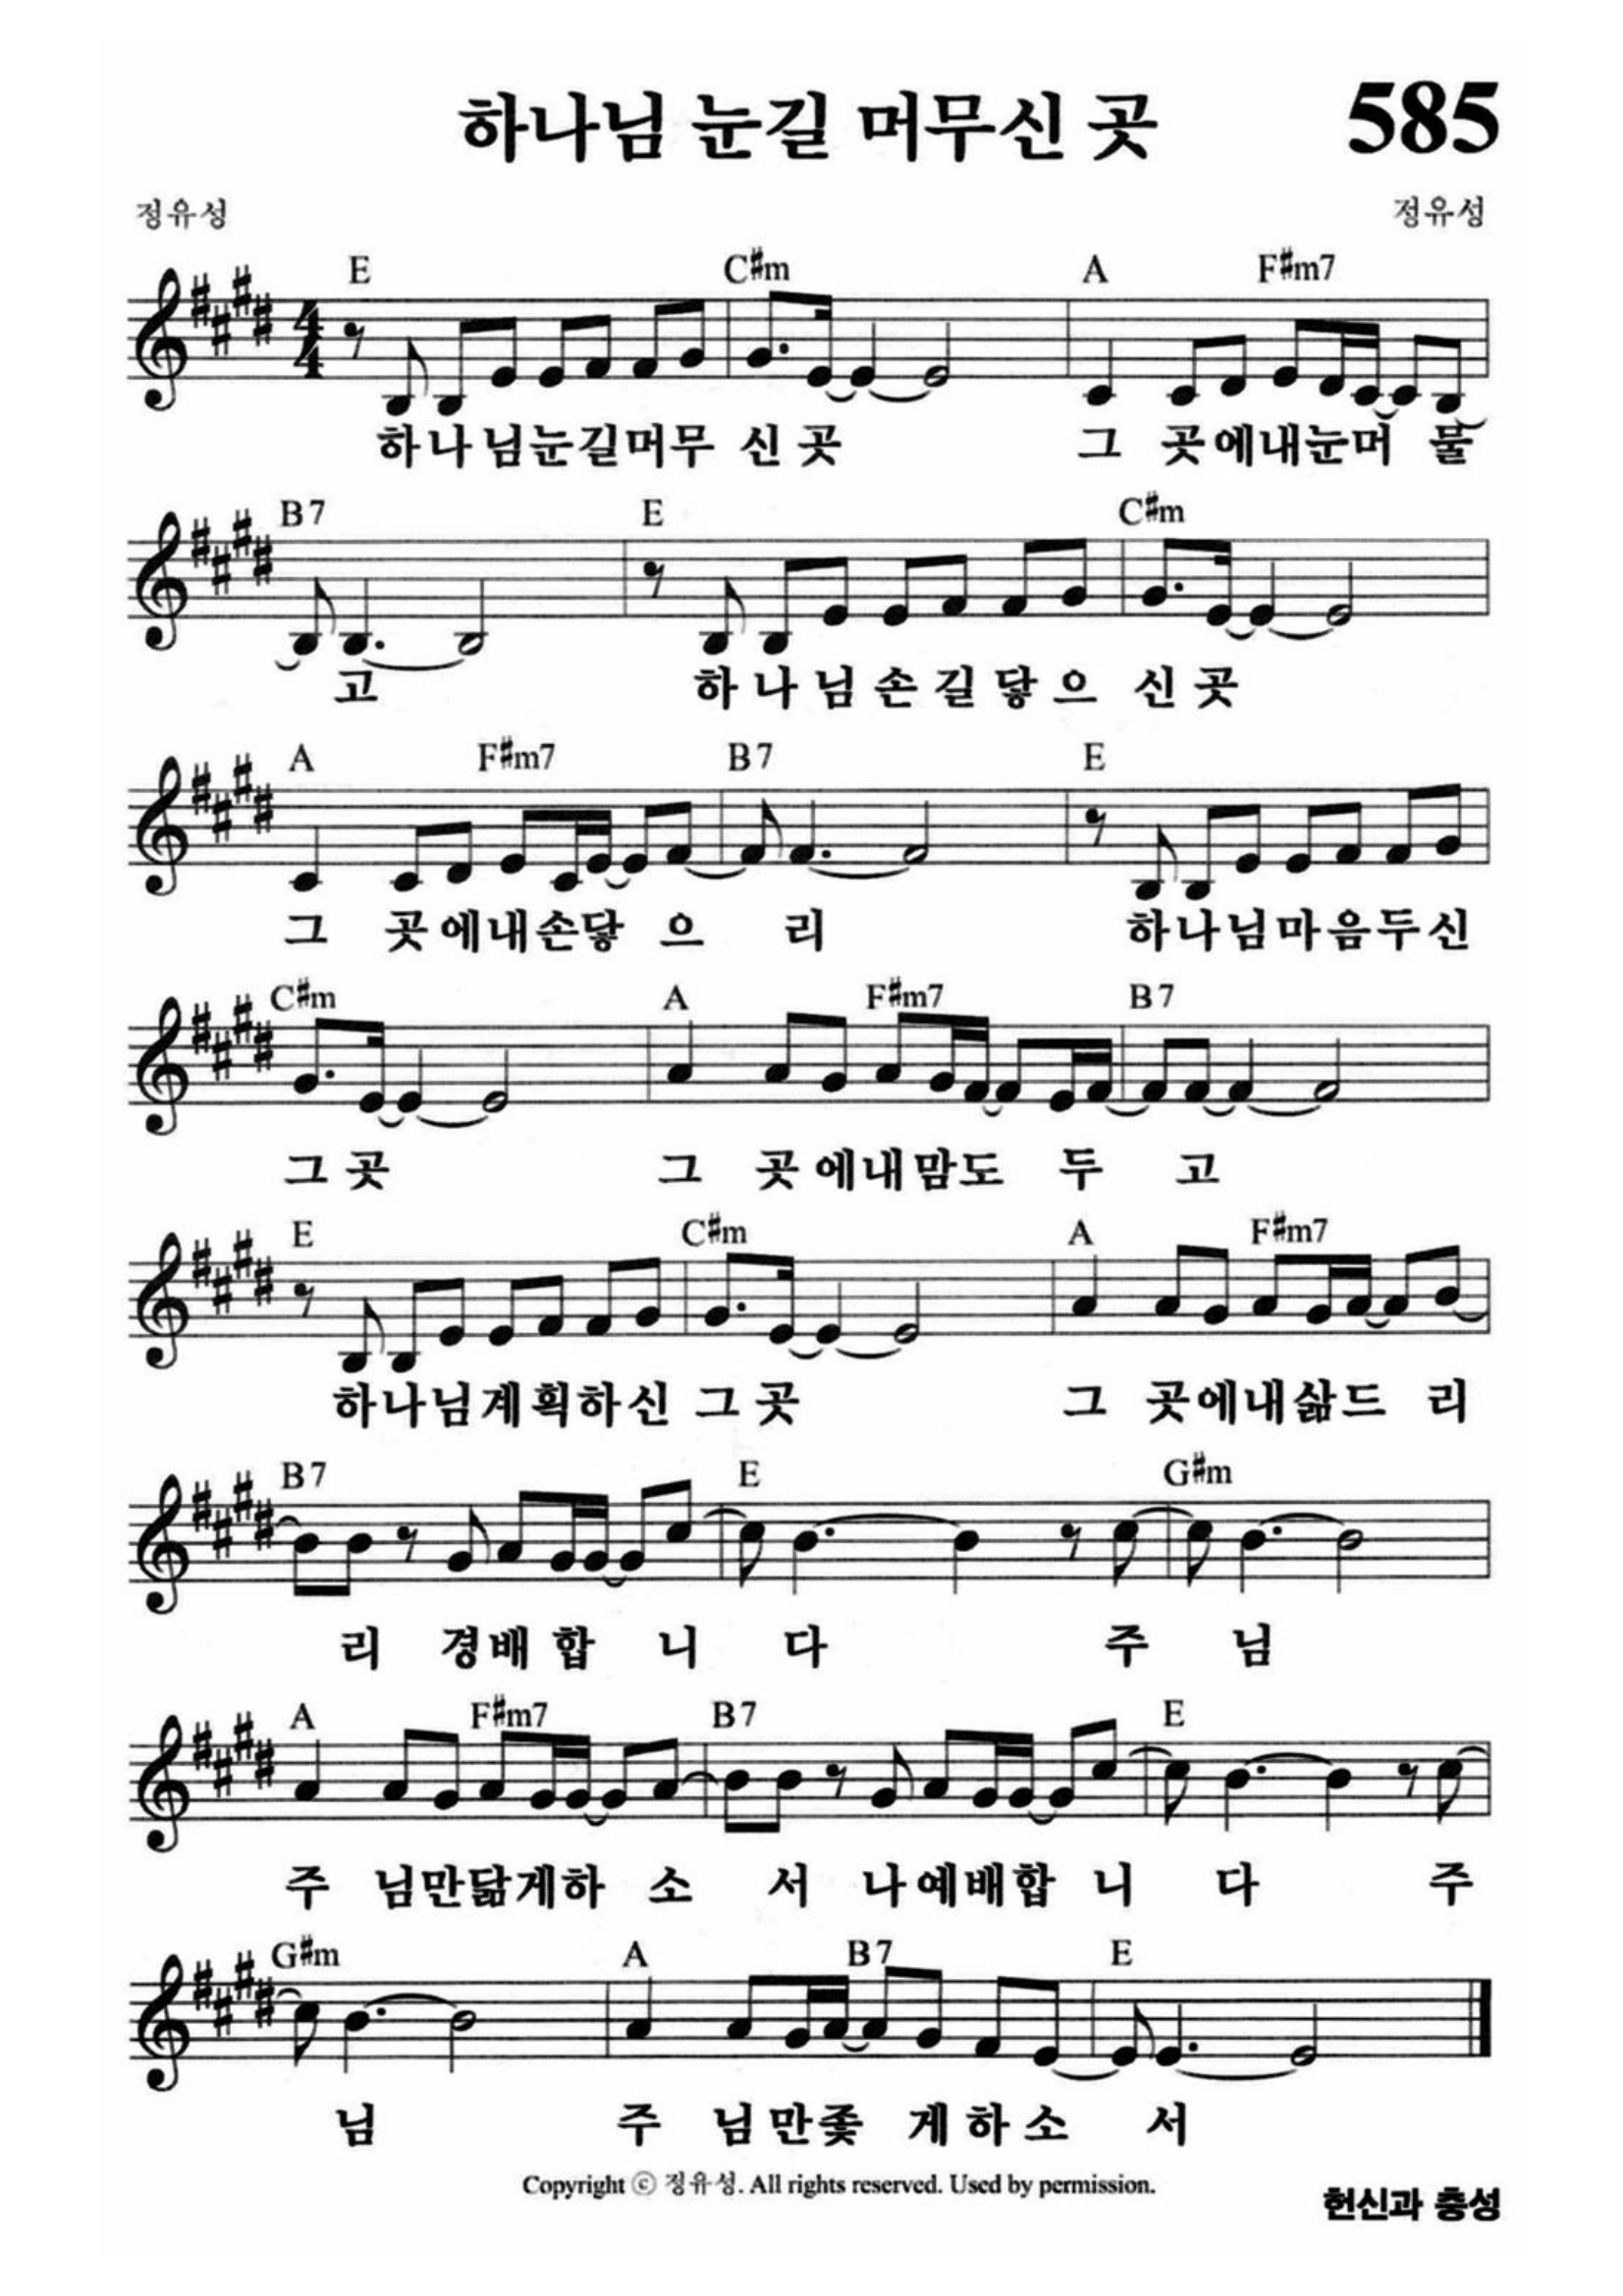 하나님 눈길 머무신 곳 585
정유성 정유성
E C#m A F#m7
4/4
하나님눈길머무 신곳 그 곳에내눈머 물
B7 E C#m
고 하나님손길닿으 신곳
A F#m7 B7 E
그 곳에내손닿 으 리 하나님마음두신
C#m A F#m7 B7
그곳 그 곳에내맘도 두 고
E C#m A F#m7
하나님계획하신 그곳 그 곳에내삶드 리
B7 E G#m
리 경배합 니 다 주 님
A F#m7 B7 E
주 님만닮게하 소 서 나예배합 니 다 주
G#m A B7 E
님 주 님만좇 게하소 서
Copyright ⓒ 정유성. All rights reserved. Used by permission.
헌신과 충성